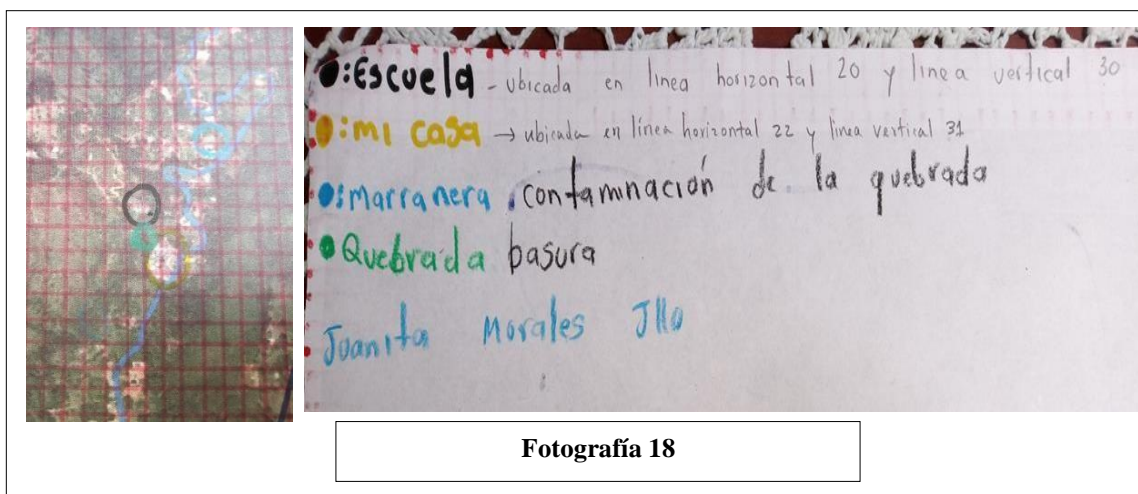 ●:Escuela - ubicada en linea horizontal 20 y linea vertical 30
●:mi casa → ubicada en línea horizontal 22 y linea vertical 31
●:marranera contaminación de la quebrada
●Quebrada basura
Juanita Morales Jllo
Fotografía 18